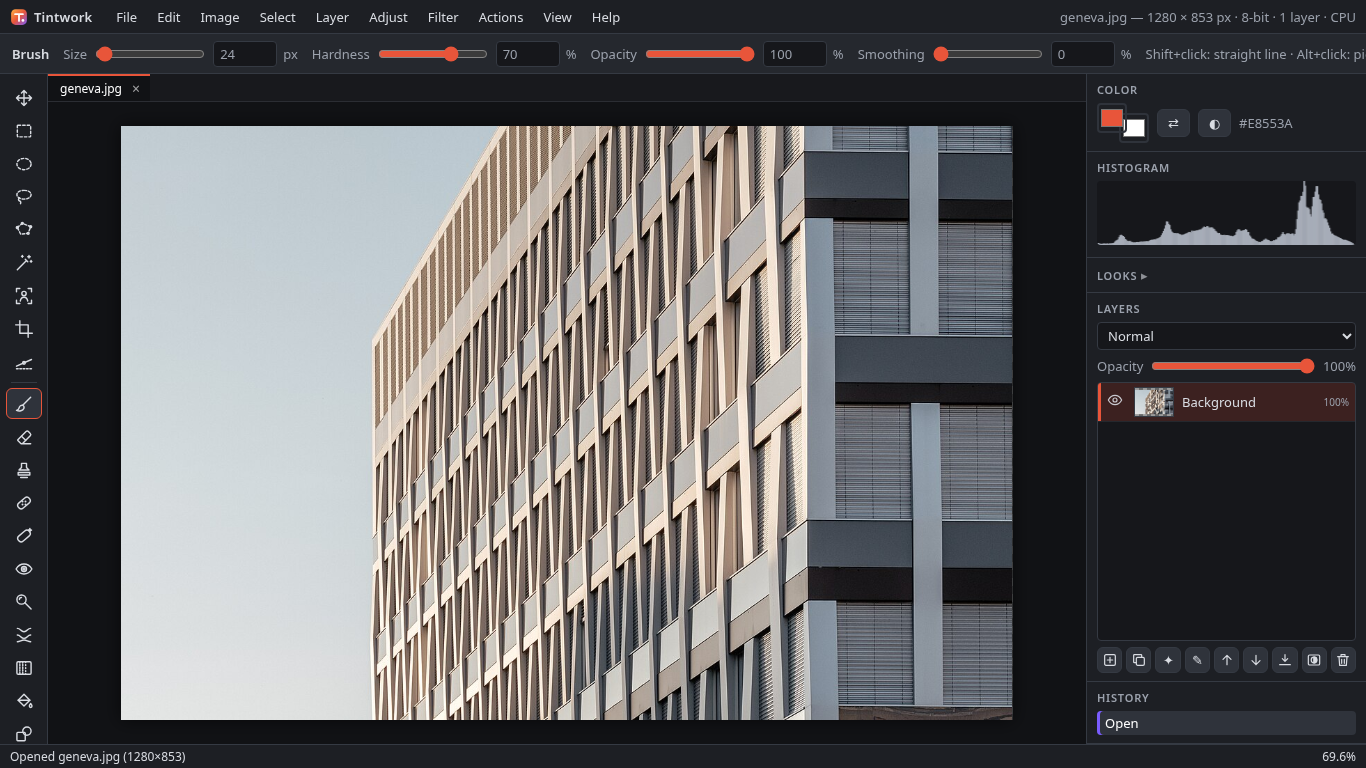 Tintwork File Edit Image Select Layer Adjust Filter Actions View Help geneva.jpg — 1280 × 853 px · 8-bit · 1 layer · CPU
Brush Size 24 px Hardness 70 % Opacity 100 % Smoothing 0 % Shift+click: straight line · Alt+click: pi
geneva.jpg ×
COLOR
#E8553A
HISTOGRAM
LOOKS ▸
LAYERS
Normal
Opacity 100%
Background 100%
HISTORY
Open
Opened geneva.jpg (1280×853) 69.6%